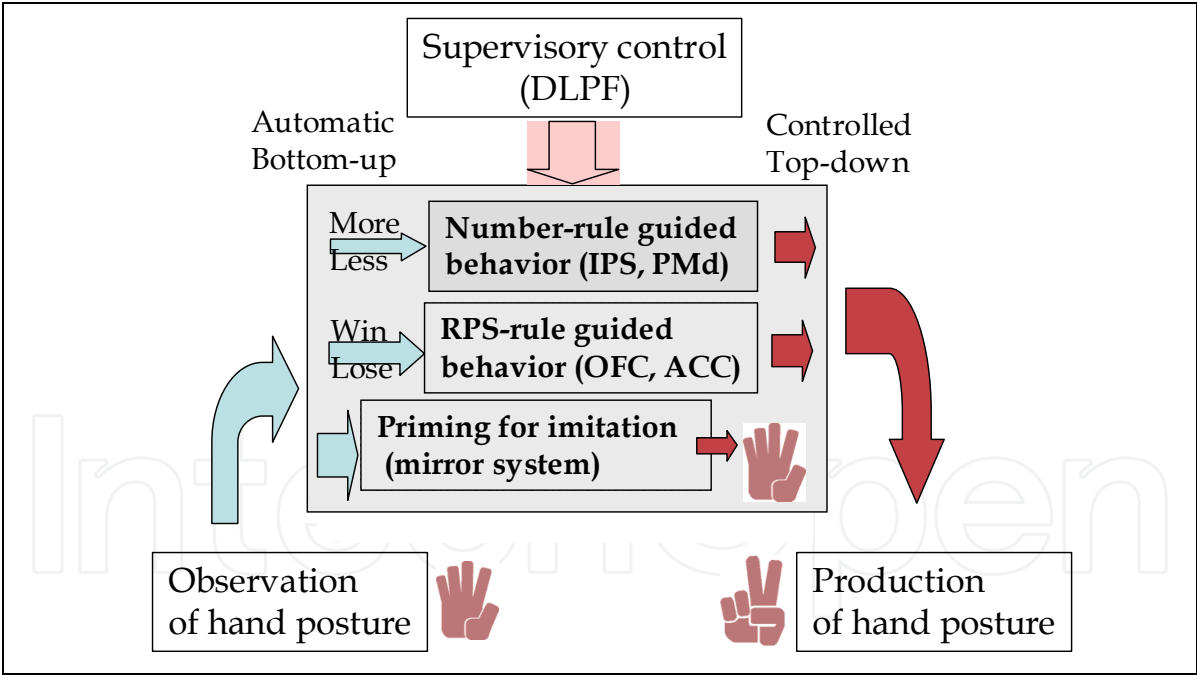 Supervisory control
(DLPF)
Automatic
Bottom-up
Controlled
Top-down
More
Less
Number-rule guided
behavior (IPS, PMd)
Win
Lose
RPS-rule guided
behavior (OFC, ACC)
Priming for imitation
(mirror system)
Observation
of hand posture
Production
of hand posture
IntechOpen